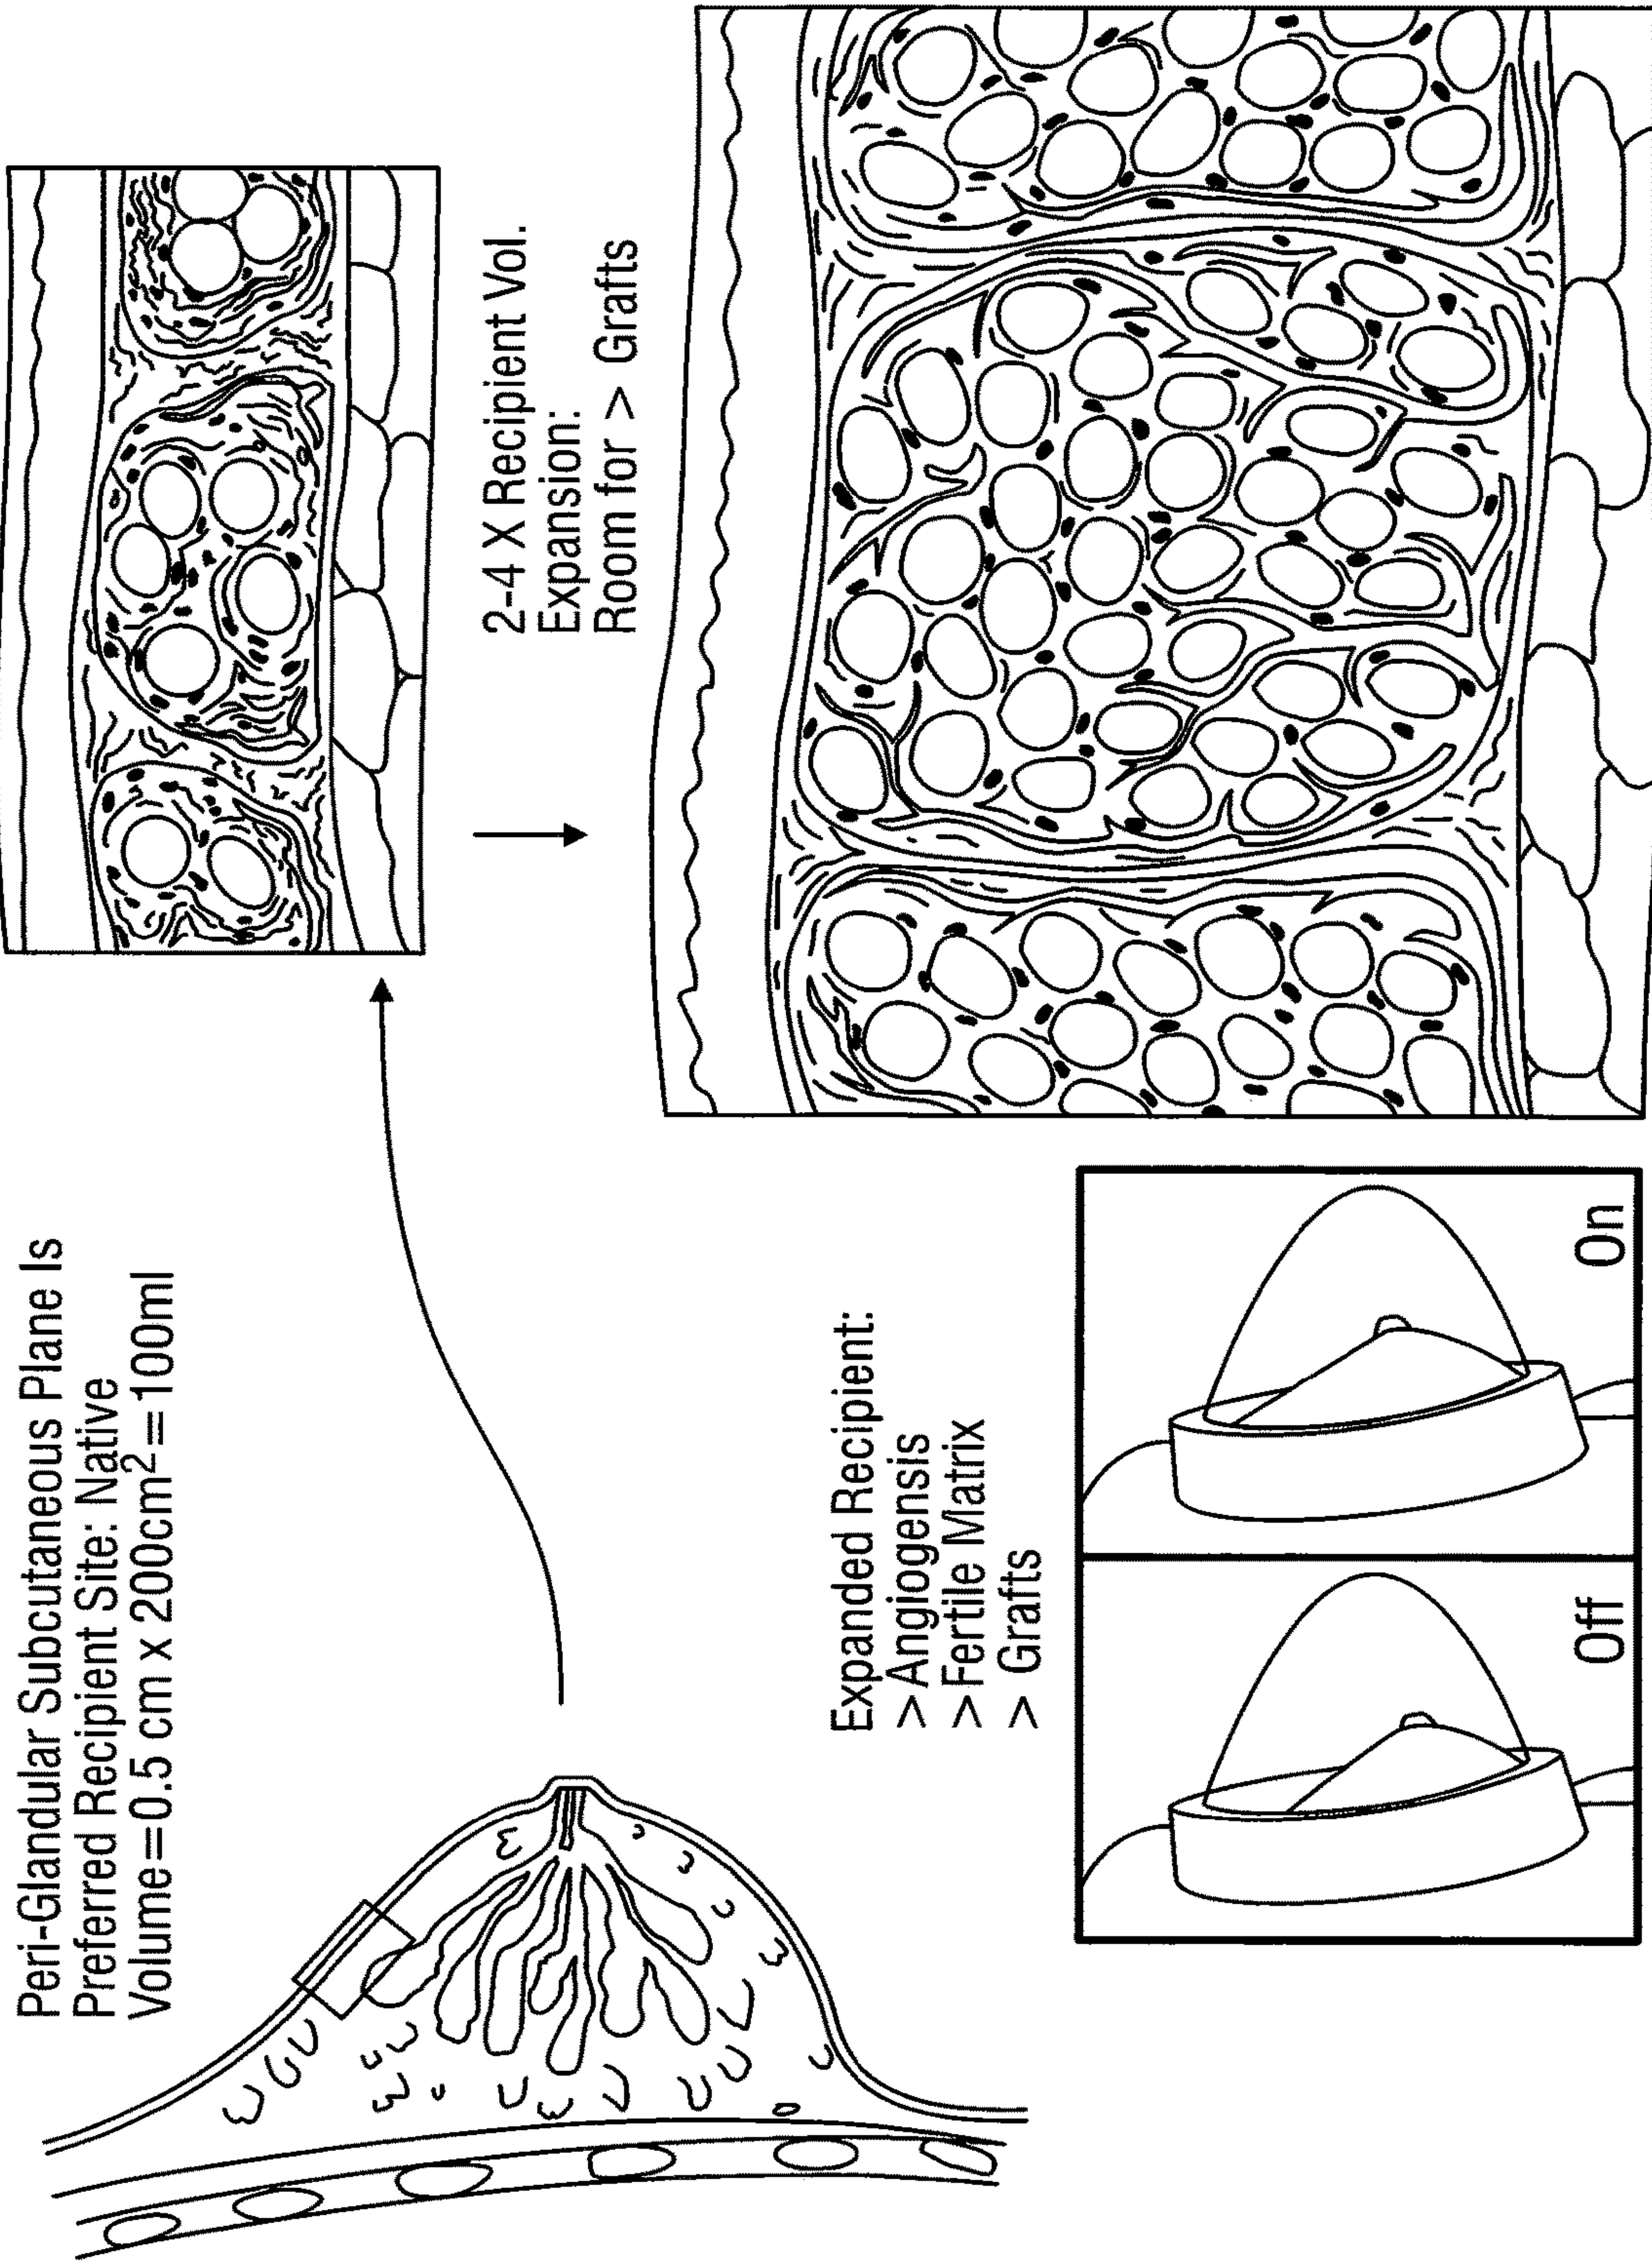 Peri-Glandular Subcutaneous Plane Is
Preferred Recipient Site: Native
Volume=0.5 cm x 200cm²=100ml
2-4 X Recipient Vol.
Expansion:
Room for > Grafts
Expanded Recipient:
> Angiogensis
> Fertile Matrix
> Grafts
Off
On